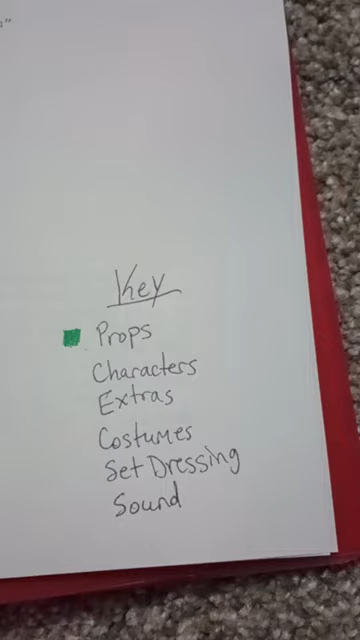 Key
Props
Characters
Extras
Costumes
Set Dressing
Sound